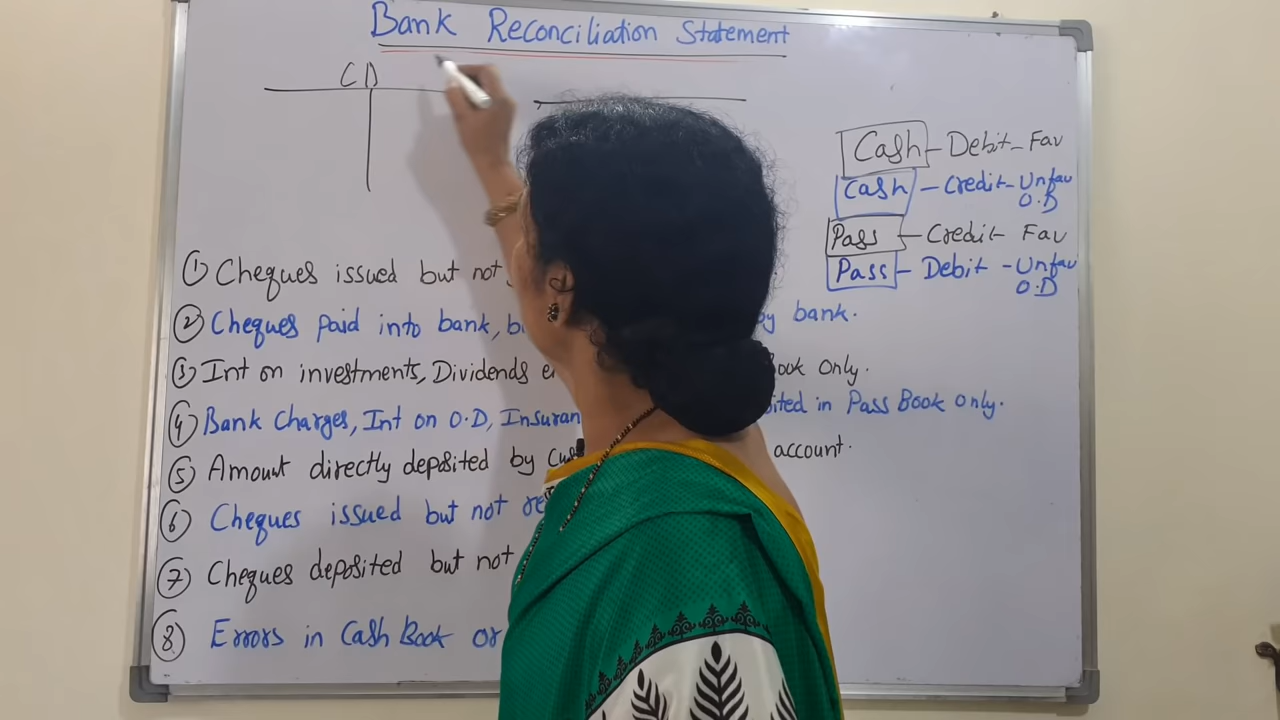 Bank Reconciliation Statement
C D
Cash - Debit - Fav
Cash - Credit - Unfav
O.D
Pass - Credit Fav
Pass - Debit - Unfav
O.D
① Cheques issued but not
② Cheques paid into bank, by bank.
③ Int on investments, Dividends Book only.
④ Bank Charges, Int on O.D, in Pass Book only.
⑤ Amount directly deposited by account.
⑥ Cheques issued but not
⑦ Cheques deposited but not
⑧ Errors in Cash Book or